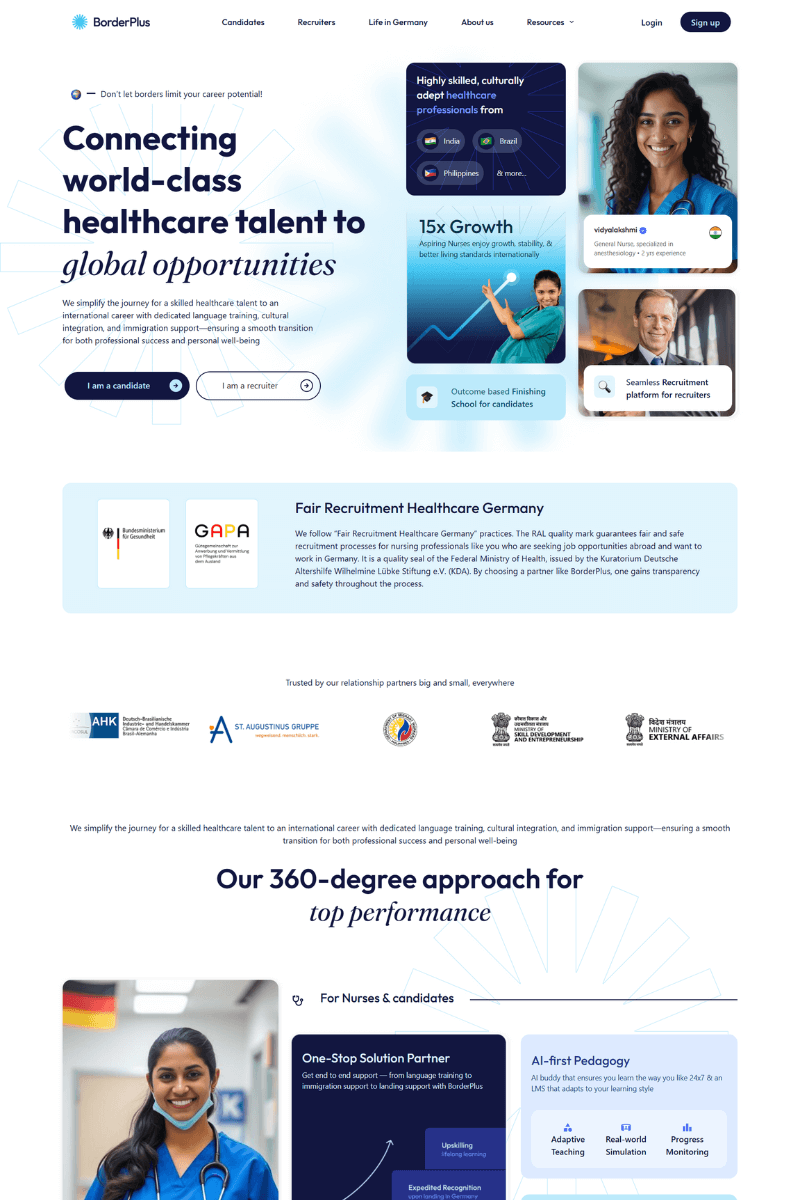 BorderPlus
Candidates
Recruiters
Life in Germany
About us
Resources
Login
Sign up
Don't let borders limit your career potential!
Connecting
world-class
healthcare talent to
global opportunities
We simplify the journey for a skilled healthcare talent to an
international career with dedicated language training, cultural
integration, and immigration support—ensuring a smooth transition
for both professional success and personal well-being
I am a candidate
I am a recruiter
Highly skilled, culturally
adept healthcare
professionals from
India
Brazil
Philippines
& more...
15x Growth
Aspiring Nurses enjoy growth, stability, &
better living standards internationally
Outcome based Finishing
School for candidates
vidyalakshmi
General Nurse, specialized in
anesthesiology • 2 yrs experience
Seamless Recruitment
platform for recruiters
Bundesministerium
für Gesundheit
GAPA
Gütegemeinschaft zur
Anwerbung und Vermittlung
von Pflegekräften aus
dem Ausland
Fair Recruitment Healthcare Germany
We follow "Fair Recruitment Healthcare Germany" practices. The RAL quality mark guarantees fair and safe
recruitment processes for nursing professionals like you who are seeking job opportunities abroad and want to
work in Germany. It is a quality seal of the Federal Ministry of Health, issued by the Kuratorium Deutsche
Altershilfe Wilhelmine Lübke Stiftung e.V. (KDA). By choosing a partner like BorderPlus, one gains transparency
and safety throughout the process.
Trusted by our relationship partners big and small, everywhere
AHK
Deutsch-Brasilianische
Industrie- und Handelskammer
Câmara de Comércio e Indústria
Brasil-Alemanha
ST. AUGUSTINUS GRUPPE
wegweisend. menschlich. stark.
कौशल विकास और
उद्यमशीलता मंत्रालय
MINISTRY OF
SKILL DEVELOPMENT
AND ENTREPRENEURSHIP
विदेश मंत्रालय
MINISTRY OF
EXTERNAL AFFAIRS
We simplify the journey for a skilled healthcare talent to an international career with dedicated language training, cultural integration, and immigration support—ensuring a smooth
transition for both professional success and personal well-being
Our 360-degree approach for
top performance
For Nurses & candidates
One-Stop Solution Partner
Get end to end support — from language training to
immigration support to landing support with BorderPlus
Upskilling
lifelong learning
Expedited Recognition
upon landing in Germany
AI-first Pedagogy
AI buddy that ensures you learn the way you like 24x7 & an
LMS that adapts to your learning style
Adaptive
Teaching
Real-world
Simulation
Progress
Monitoring